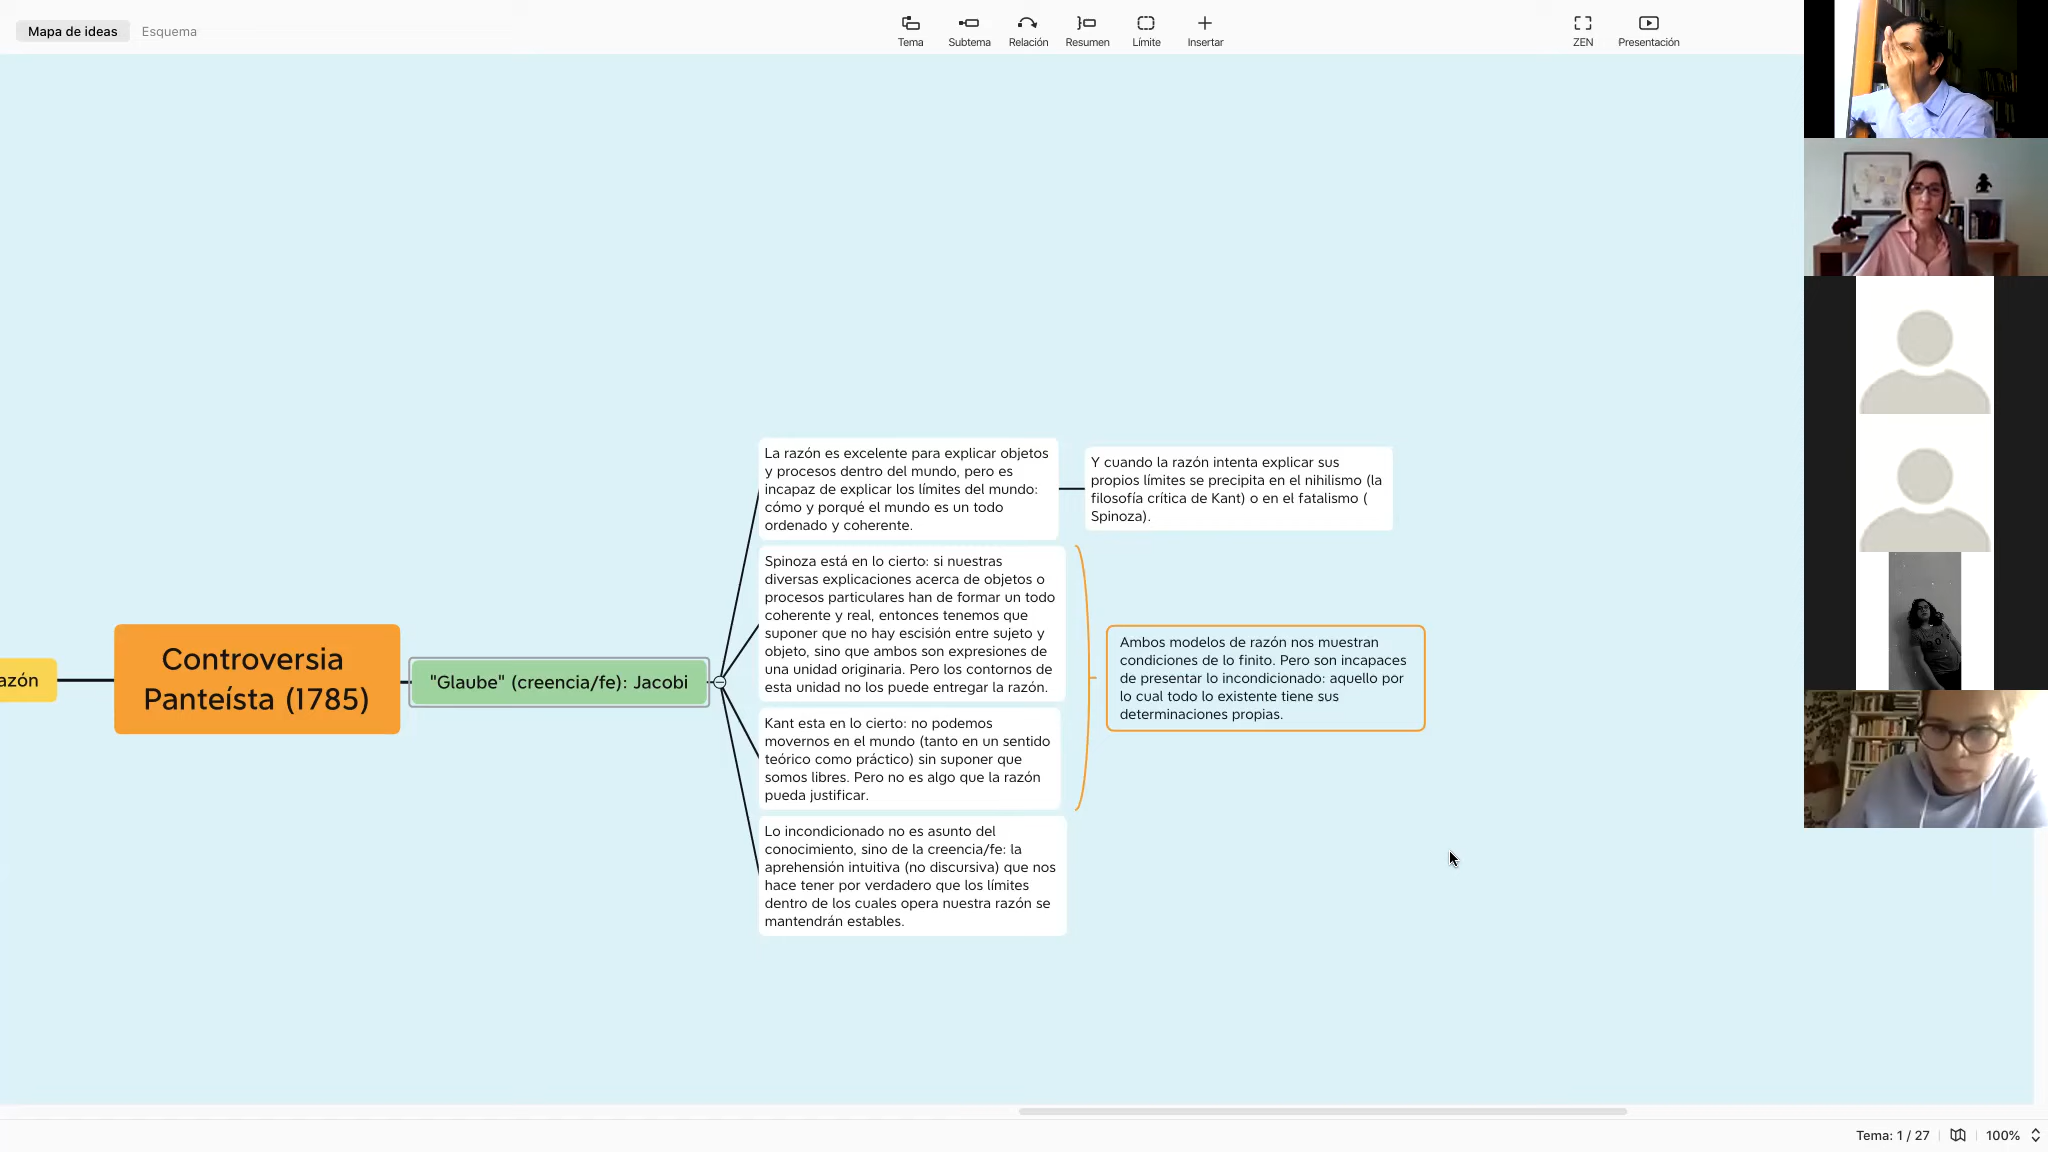 Mapa de ideas
Esquema
Tema
Subtema
Relación
Resumen
Límite
Insertar
ZEN
Presentación
azón
Controversia
Panteísta (1785)
"Glaube" (creencia/fe): Jacobi
La razón es excelente para explicar objetos
y procesos dentro del mundo, pero es
incapaz de explicar los límites del mundo:
cómo y porqué el mundo es un todo
ordenado y coherente.
Y cuando la razón intenta explicar sus
propios límites se precipita en el nihilismo (la
filosofía crítica de Kant) o en el fatalismo (
Spinoza).
Spinoza está en lo cierto: si nuestras
diversas explicaciones acerca de objetos o
procesos particulares han de formar un todo
coherente y real, entonces tenemos que
suponer que no hay escisión entre sujeto y
objeto, sino que ambos son expresiones de
una unidad originaria. Pero los contornos de
esta unidad no los puede entregar la razón.
Kant esta en lo cierto: no podemos
movernos en el mundo (tanto en un sentido
teórico como práctico) sin suponer que
somos libres. Pero no es algo que la razón
pueda justificar.
Ambos modelos de razón nos muestran
condiciones de lo finito. Pero son incapaces
de presentar lo incondicionado: aquello por
lo cual todo lo existente tiene sus
determinaciones propias.
Lo incondicionado no es asunto del
conocimiento, sino de la creencia/fe: la
aprehensión intuitiva (no discursiva) que nos
hace tener por verdadero que los límites
dentro de los cuales opera nuestra razón se
mantendrán estables.
Tema: 1 / 27
100%